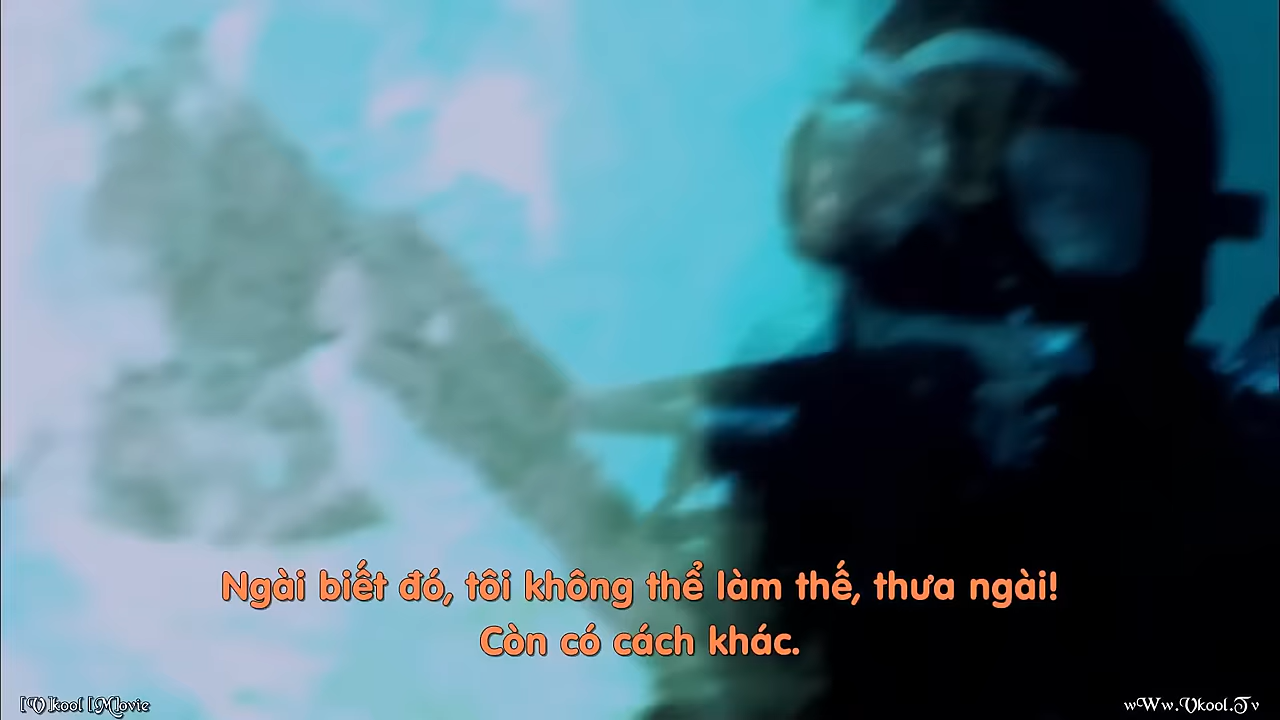 Ngài biết đó, tôi không thể làm thế, thưa ngài!
Còn có cách khác.
[V]kool [M]ovie
wWw.Vkool.Tv